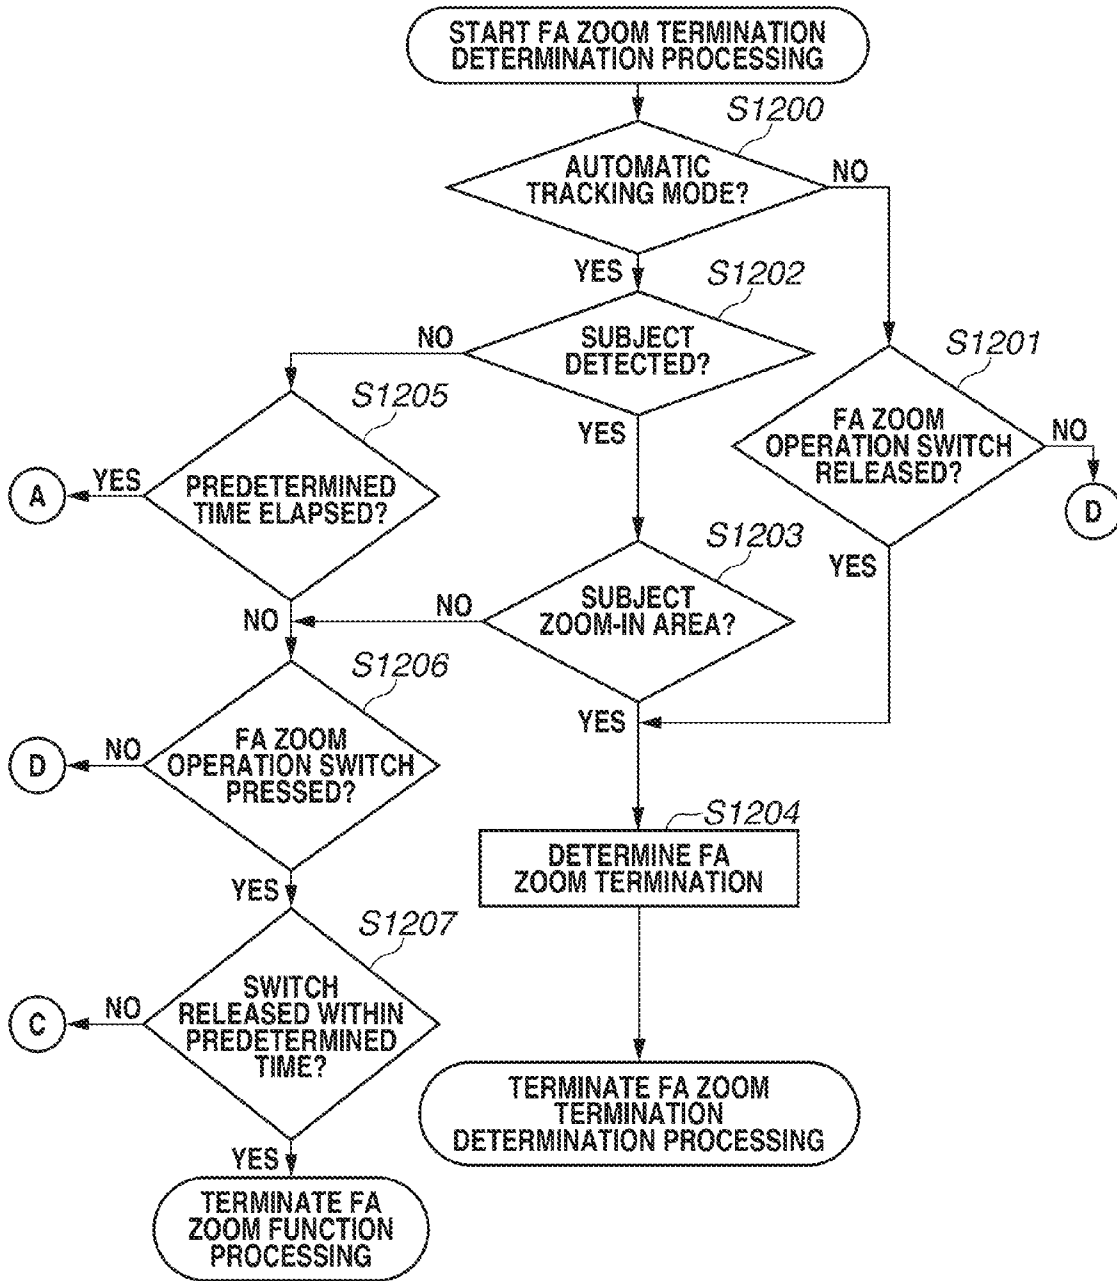 START FA ZOOM TERMINATION
DETERMINATION PROCESSING
S1200
AUTOMATIC
TRACKING MODE?
NO
YES
S1202
SUBJECT
DETECTED?
NO
YES
S1201
FA ZOOM
OPERATION SWITCH
RELEASED?
NO
D
YES
S1205
PREDETERMINED
TIME ELAPSED?
YES
A
NO
S1203
SUBJECT
ZOOM-IN AREA?
NO
YES
S1206
FA ZOOM
OPERATION SWITCH
PRESSED?
NO
D
YES
S1204
DETERMINE FA
ZOOM TERMINATION
S1207
SWITCH
RELEASED WITHIN
PREDETERMINED
TIME?
NO
C
YES
TERMINATE FA ZOOM
TERMINATION
DETERMINATION PROCESSING
TERMINATE FA
ZOOM FUNCTION
PROCESSING